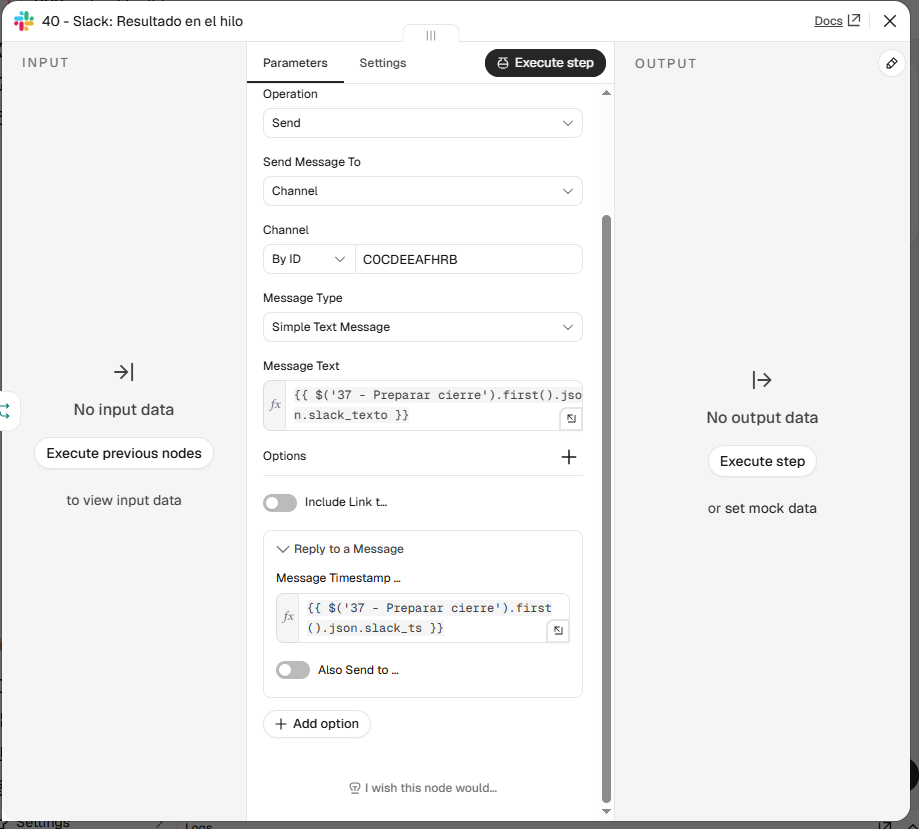 40 - Slack: Resultado en el hilo
Docs
INPUT
Parameters
Settings
Execute step
OUTPUT
Operation
Send
Send Message To
Channel
Channel
By ID
C0CDEEAFHRB
Message Type
Simple Text Message
Message Text
fx
{{ $('37 - Preparar cierre').first().jso
n.slack_texto }}
No input data
Execute previous nodes
to view input data
No output data
Execute step
or set mock data
Options
Include Link t...
Reply to a Message
Message Timestamp ...
fx
{{ $('37 - Preparar cierre').first
().json.slack_ts }}
Also Send to ...
Add option
I wish this node would...
Settings
Logs